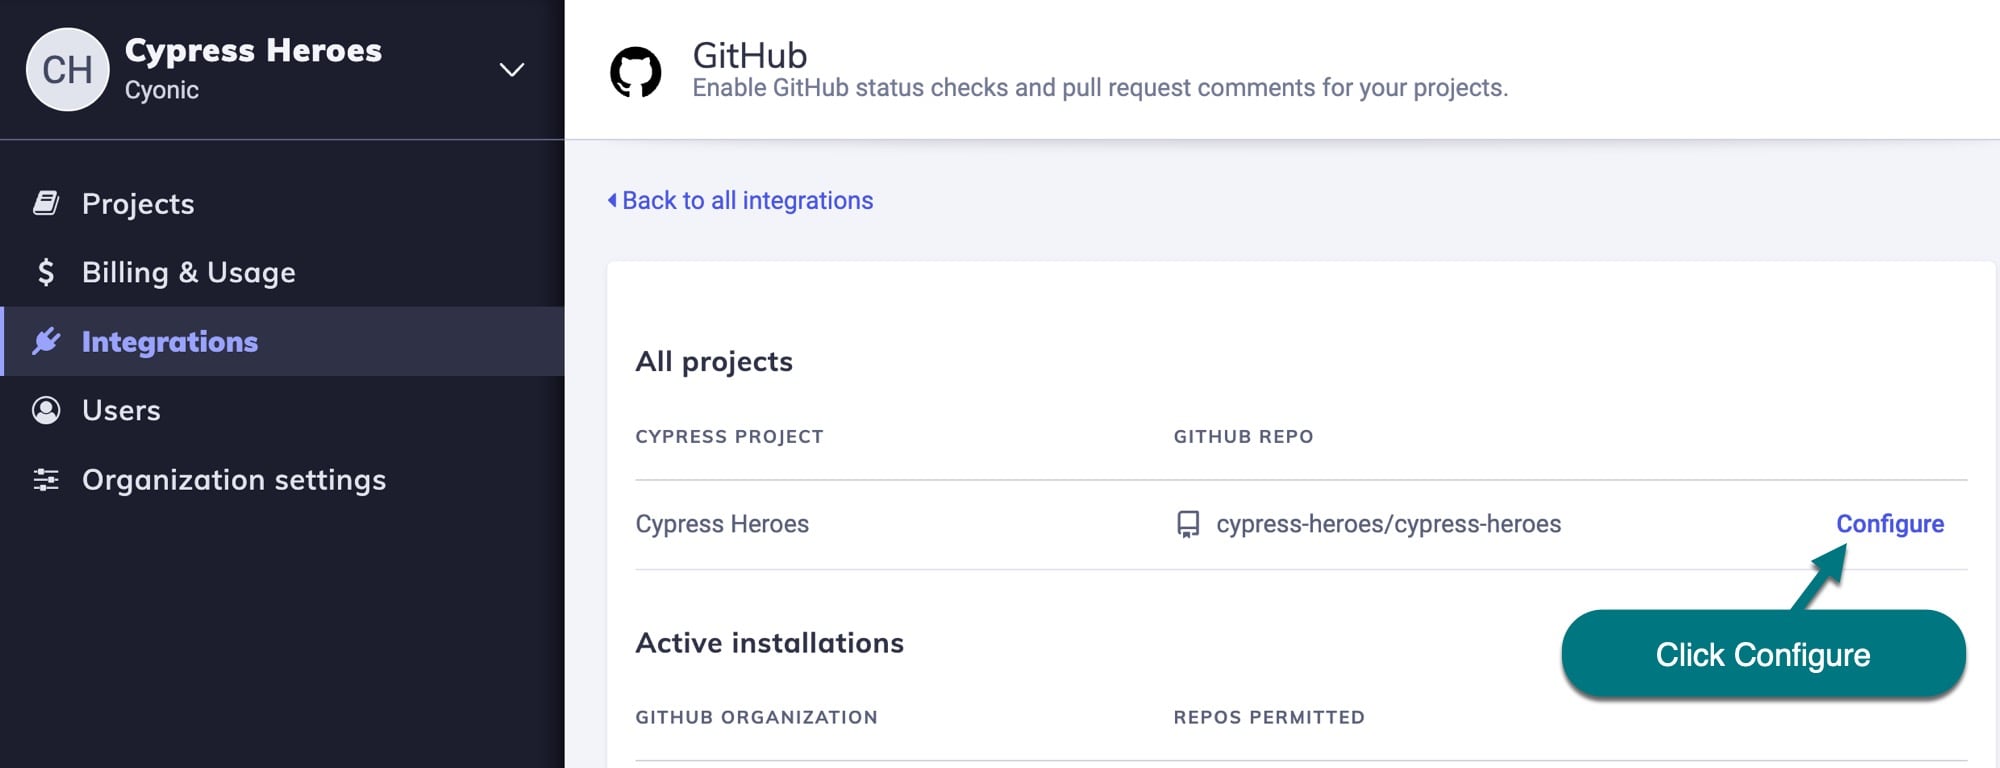 CH
Cypress Heroes
Cyonic
Projects
$ Billing & Usage
Integrations
Users
Organization settings
GitHub
Enable GitHub status checks and pull request comments for your projects.
Back to all integrations
All projects
CYPRESS PROJECT GITHUB REPO
Cypress Heroes cypress-heroes/cypress-heroes Configure
Click Configure
Active installations
GITHUB ORGANIZATION REPOS PERMITTED